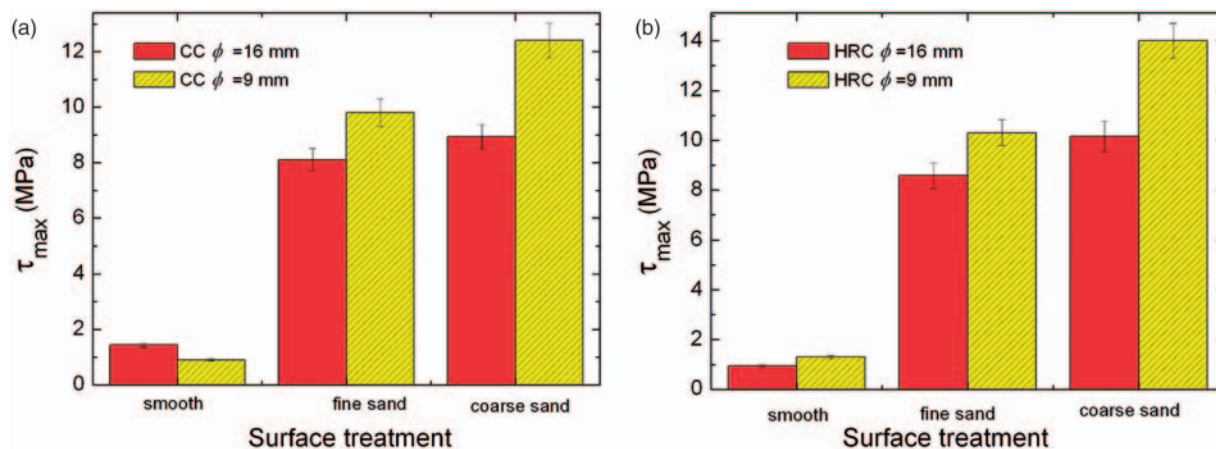 (a)
CC ϕ =16 mm
CC ϕ =9 mm
τmax (MPa)
12
10
8
6
4
2
0
smooth
fine sand
coarse sand
Surface treatment
(b)
HRC ϕ =16 mm
HRC ϕ =9 mm
τmax (MPa)
14
12
10
8
6
4
2
0
smooth
fine sand
coarse sand
Surface treatment